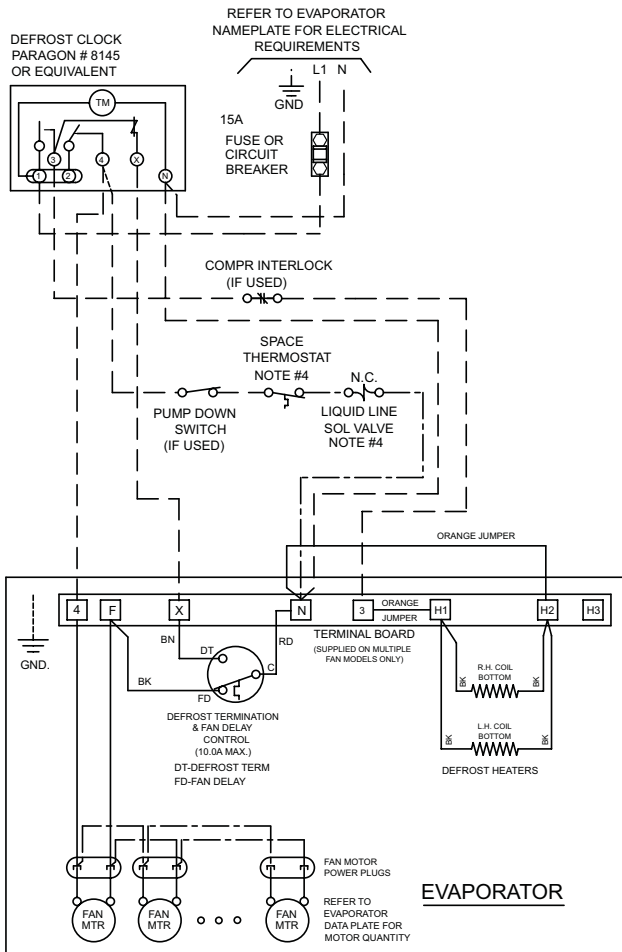 REFER TO EVAPORATOR
NAMEPLATE FOR ELECTRICAL
REQUIREMENTS
DEFROST CLOCK
PARAGON # 8145
OR EQUIVALENT
L1 N
GND
15A
FUSE OR
CIRCUIT
BREAKER
TM
3
4
X
1
2
N
COMPR INTERLOCK
(IF USED)
SPACE
THERMOSTAT
NOTE #4
N.C.
PUMP DOWN
SWITCH
(IF USED)
LIQUID LINE
SOL VALVE
NOTE #4
ORANGE JUMPER
4
F
X
N
3
ORANGE
JUMPER
H1
H2
H3
GND.
TERMINAL BOARD
(SUPPLIED ON MULTIPLE
FAN MODELS ONLY)
BN
DT
RD
C
BK
FD
R.H. COIL
BOTTOM
BK
BK
L.H. COIL
BOTTOM
BK
BK
DEFROST HEATERS
DEFROST TERMINATION
& FAN DELAY
CONTROL
(10.0A MAX.)
DT-DEFROST TERM
FD-FAN DELAY
FAN MOTOR
POWER PLUGS
EVAPORATOR
FAN
MTR
FAN
MTR
FAN
MTR
REFER TO
EVAPORATOR
DATA PLATE FOR
MOTOR QUANTITY